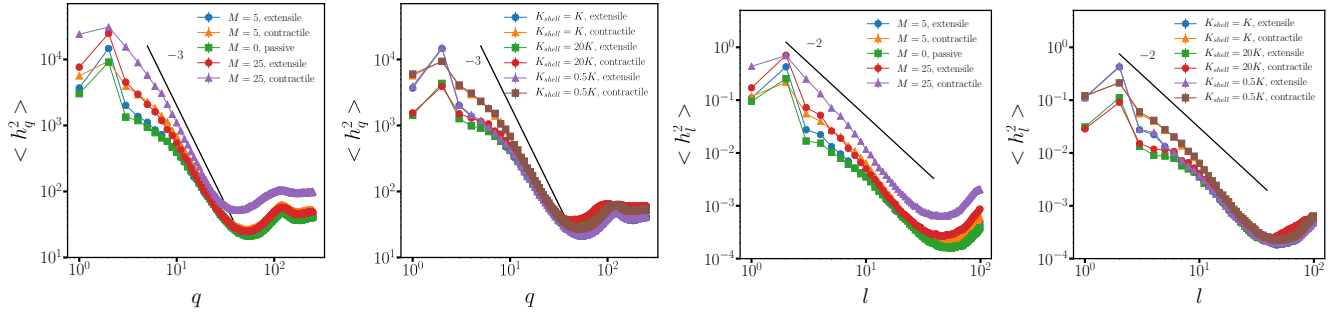 M = 5, extensile
M = 5, contractile
M = 0, passive
M = 25, extensile
M = 25, contractile
−3
10^4
10^3
10^2
10^1
10^0
10^1
10^2
< h_q^2 >
q
K_shell = K, extensile
K_shell = K, contractile
K_shell = 20K, extensile
K_shell = 20K, contractile
K_shell = 0.5K, extensile
K_shell = 0.5K, contractile
−3
10^4
10^3
10^2
10^1
10^0
10^1
10^2
< h_q^2 >
q
M = 5, extensile
M = 5, contractile
M = 0, passive
M = 25, extensile
M = 25, contractile
−2
10^0
10^−1
10^−2
10^−3
10^−4
10^0
10^1
10^2
< h_l^2 >
l
K_shell = K, extensile
K_shell = K, contractile
K_shell = 20K, extensile
K_shell = 20K, contractile
K_shell = 0.5K, extensile
K_shell = 0.5K, contractile
−2
10^0
10^−1
10^−2
10^−3
10^−4
10^0
10^1
10^2
< h_l^2 >
l